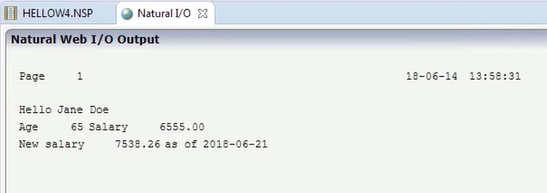 HELLOW4.NSP Natural I/O
Natural Web I/O Output
Page 1 18-06-14 13:58:31
Hello Jane Doe
Age 65 Salary 6555.00
New salary 7538.26 as of 2018-06-21